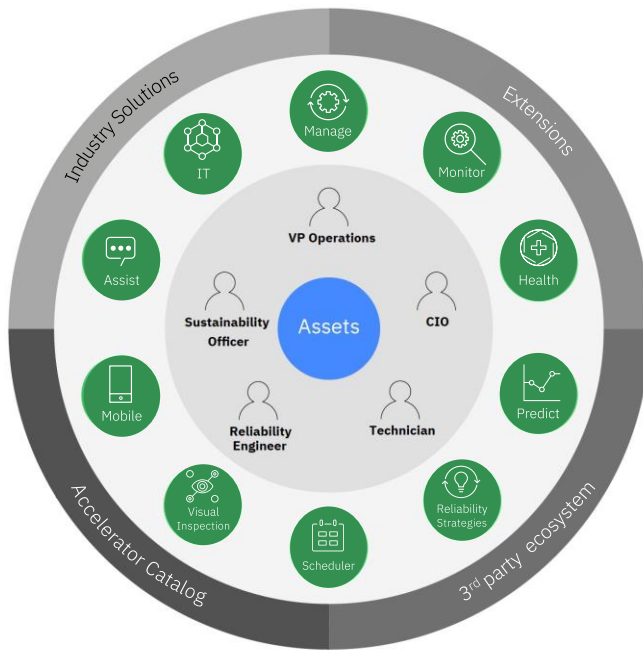 Industry Solutions
Extensions
Manage
IT
Monitor
Assist
Health
VP Operations
Sustainability
Officer
Assets
CIO
Mobile
Predict
Reliability
Engineer
Technician
Visual
Inspection
Reliability
Strategies
Scheduler
Accelerator Catalog
3rd party ecosystem